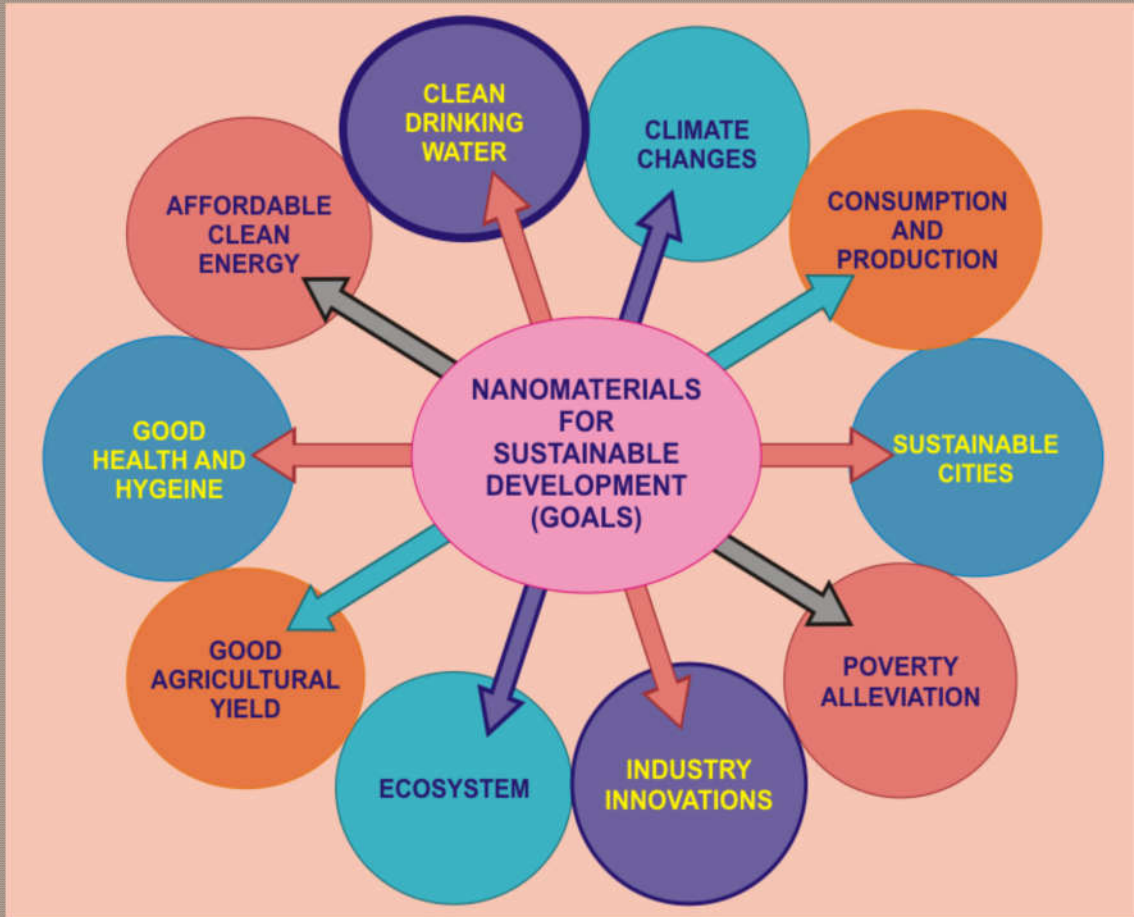 CLEAN
DRINKING
WATER
CLIMATE
CHANGES
CONSUMPTION
AND
PRODUCTION
AFFORDABLE
CLEAN
ENERGY
NANOMATERIALS
FOR
SUSTAINABLE
DEVELOPMENT
(GOALS)
GOOD
HEALTH AND
HYGEINE
SUSTAINABLE
CITIES
GOOD
AGRICULTURAL
YIELD
POVERTY
ALLEVIATION
ECOSYSTEM
INDUSTRY
INNOVATIONS